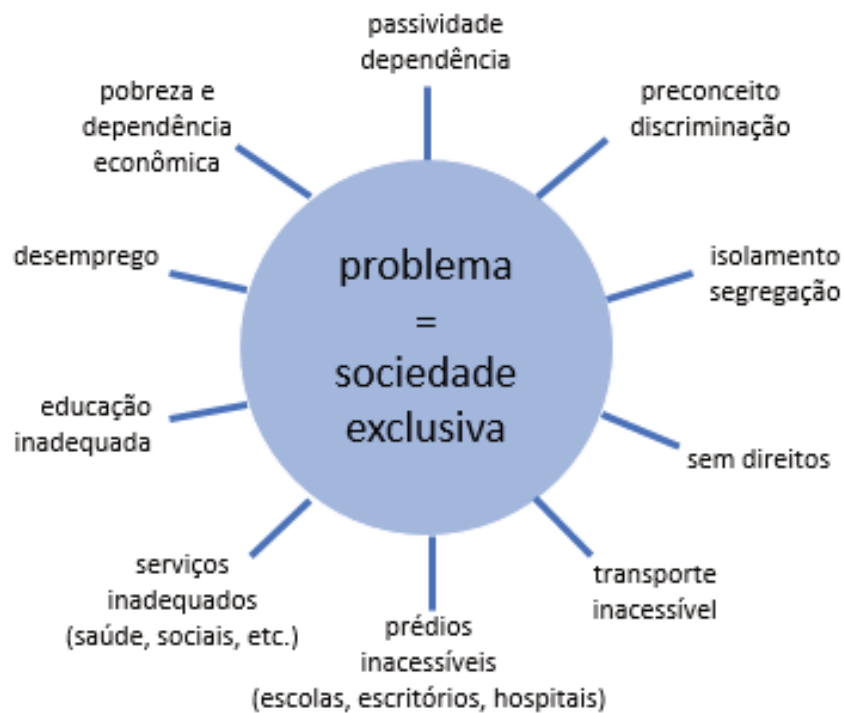 passividade
dependência
preconceito
discriminação
isolamento
segregação
sem direitos
transporte
inacessível
prédios
inacessíveis
(escolas, escritórios, hospitais)
serviços
inadequados
(saúde, sociais, etc.)
educação
inadequada
desemprego
pobreza e
dependência
econômica
problema
=
sociedade
exclusiva